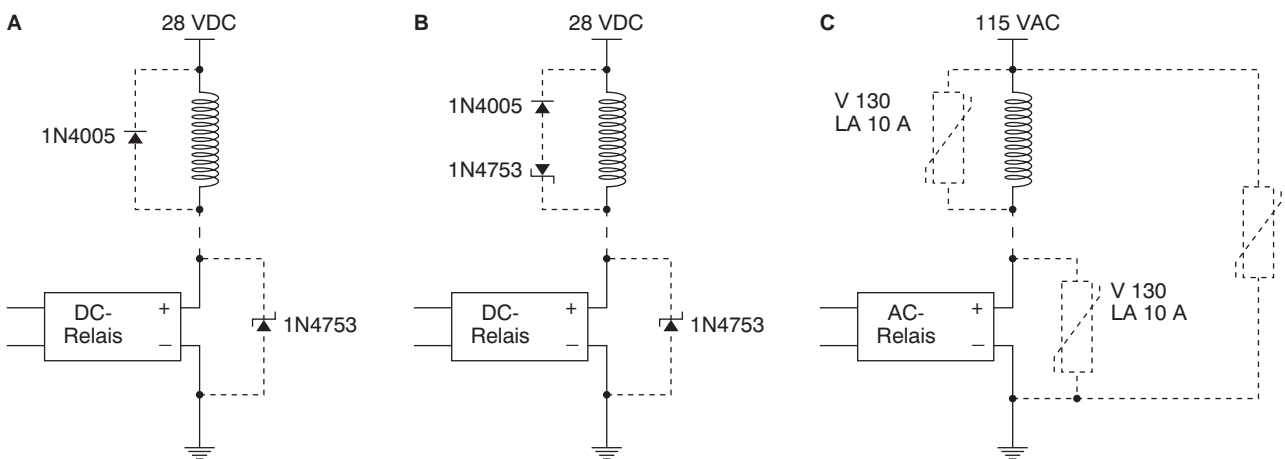 A
28 VDC
1N4005
DC-
Relais
+
–
1N4753
B
28 VDC
1N4005
1N4753
DC-
Relais
+
–
1N4753
C
115 VAC
V 130
LA 10 A
AC-
Relais
+
–
V 130
LA 10 A